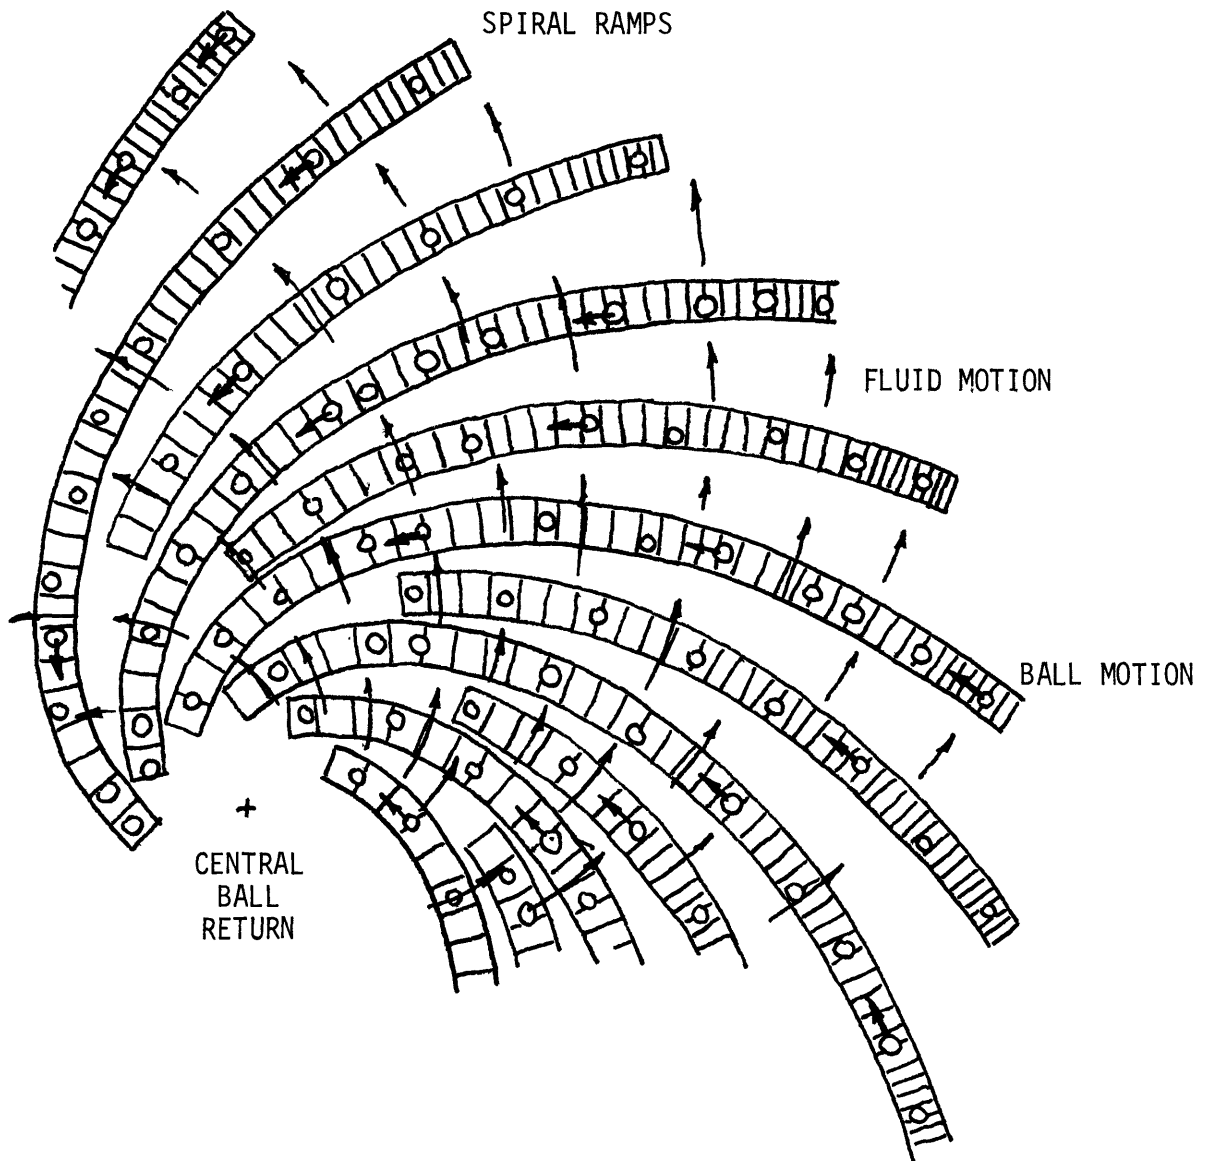 SPIRAL RAMPS
FLUID MOTION
BALL MOTION
CENTRAL
BALL
RETURN